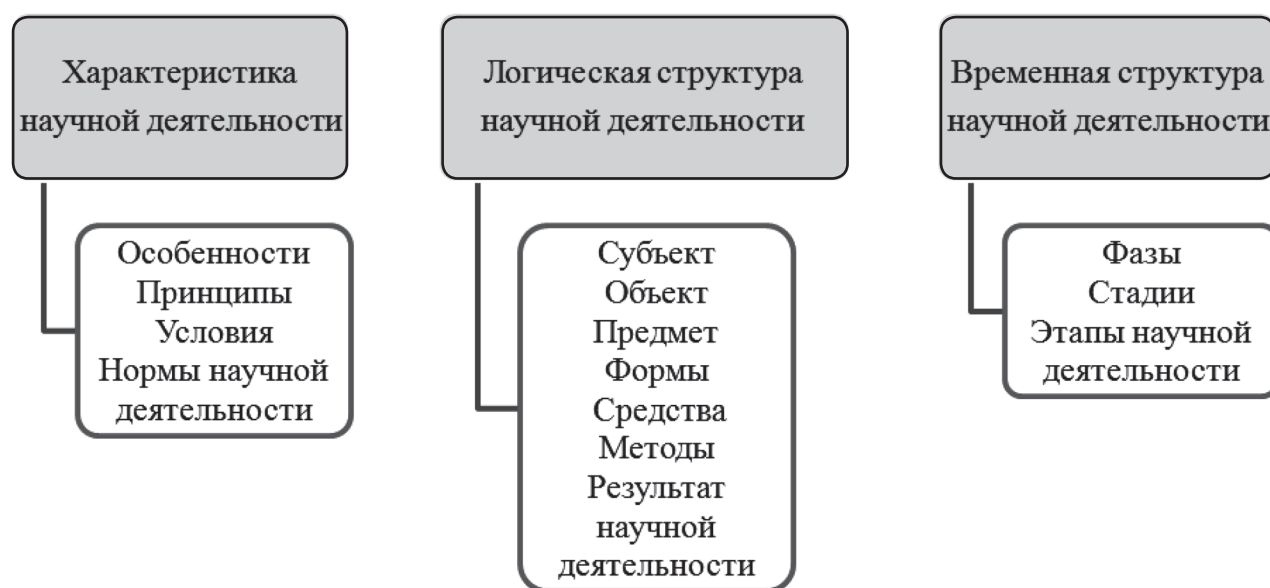 Характеристика
научной деятельности
Особенности
Принципы
Условия
Нормы научной
деятельности
Логическая структура
научной деятельности
Субъект
Объект
Предмет
Формы
Средства
Методы
Результат
научной
деятельности
Временная структура
научной деятельности
Фазы
Стадии
Этапы научной
деятельности